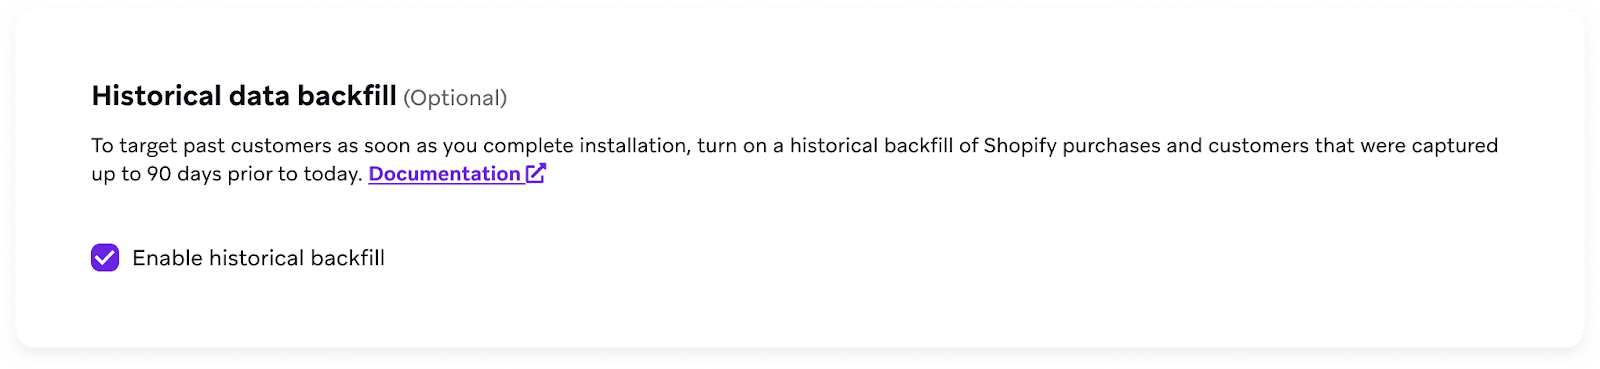 Historical data backfill (Optional)
To target past customers as soon as you complete installation, turn on a historical backfill of Shopify purchases and customers that were captured
up to 90 days prior to today. Documentation
Enable historical backfill